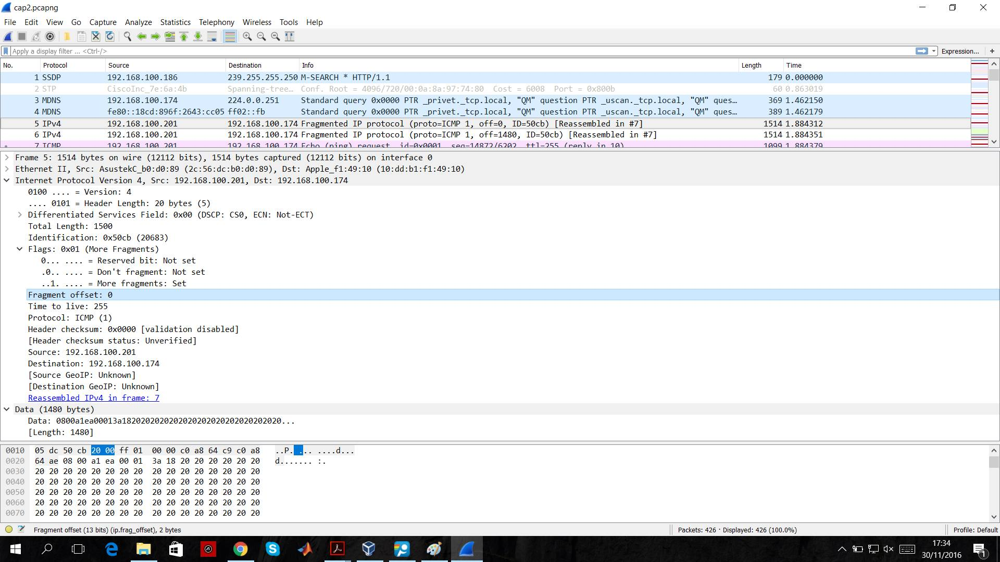 cap2.pcapng
File Edit View Go Capture Analyze Statistics Telephony Wireless Tools Help
Apply a display filter ... <Ctrl-/>
Expression... +
No. Protocol Source Destination Info Length Time
1 SSDP 192.168.100.186 239.255.255.250 M-SEARCH * HTTP/1.1 179 0.000000
2 STP CiscoInc_7e:6a:4b Spanning-tree… Conf. Root = 4096/720/00:0a:8a:97:74:80 Cost = 6008 Port = 0x800b 60 0.863019
3 MDNS 192.168.100.174 224.0.0.251 Standard query 0x0000 PTR _privet._tcp.local, "QM" question PTR _uscan._tcp.local, "QM" ques… 369 1.462150
4 MDNS fe80::18cd:896f:2643:cc05 ff02::fb Standard query 0x0000 PTR _privet._tcp.local, "QM" question PTR _uscan._tcp.local, "QM" ques… 389 1.462179
5 IPv4 192.168.100.201 192.168.100.174 Fragmented IP protocol (proto=ICMP 1, off=0, ID=50cb) [Reassembled in #7] 1514 1.884312
6 IPv4 192.168.100.201 192.168.100.174 Fragmented IP protocol (proto=ICMP 1, off=1480, ID=50cb) [Reassembled in #7] 1514 1.884351
7 ICMP 192.168.100.201 192.168.100.174 Echo (ping) request id=0x0001, seq=14872/6202, ttl=255 (reply in 10) 1099 1.884379
Frame 5: 1514 bytes on wire (12112 bits), 1514 bytes captured (12112 bits) on interface 0
Ethernet II, Src: AsustekC_b0:d0:89 (2c:56:dc:b0:d0:89), Dst: Apple_f1:49:10 (10:dd:b1:f1:49:10)
Internet Protocol Version 4, Src: 192.168.100.201, Dst: 192.168.100.174
0100 .... = Version: 4
.... 0101 = Header Length: 20 bytes (5)
Differentiated Services Field: 0x00 (DSCP: CS0, ECN: Not-ECT)
Total Length: 1500
Identification: 0x50cb (20683)
Flags: 0x01 (More Fragments)
0... .... = Reserved bit: Not set
.0.. .... = Don't fragment: Not set
..1. .... = More fragments: Set
Fragment offset: 0
Time to live: 255
Protocol: ICMP (1)
Header checksum: 0x0000 [validation disabled]
[Header checksum status: Unverified]
Source: 192.168.100.201
Destination: 192.168.100.174
[Source GeoIP: Unknown]
[Destination GeoIP: Unknown]
Reassembled IPv4 in frame: 7
Data (1480 bytes)
Data: 0800a1ea00013a1820202020202020202020202020202020...
[Length: 1480]
0010 05 dc 50 cb 20 00 ff 01 00 00 c0 a8 64 c9 c0 a8 ..P. ... ....d...
0020 64 ae 08 00 a1 ea 00 01 3a 18 20 20 20 20 20 20 d....... :.
0030 20 20 20 20 20 20 20 20 20 20 20 20 20 20 20 20
0040 20 20 20 20 20 20 20 20 20 20 20 20 20 20 20 20
0050 20 20 20 20 20 20 20 20 20 20 20 20 20 20 20 20
0060 20 20 20 20 20 20 20 20 20 20 20 20 20 20 20 20
0070 20 20 20 20 20 20 20 20 20 20 20 20 20 20 20 20
Fragment offset (13 bits) (ip.frag_offset), 2 bytes
Packets: 426 · Displayed: 426 (100.0%)
Profile: Default
17:34
30/11/2016
1